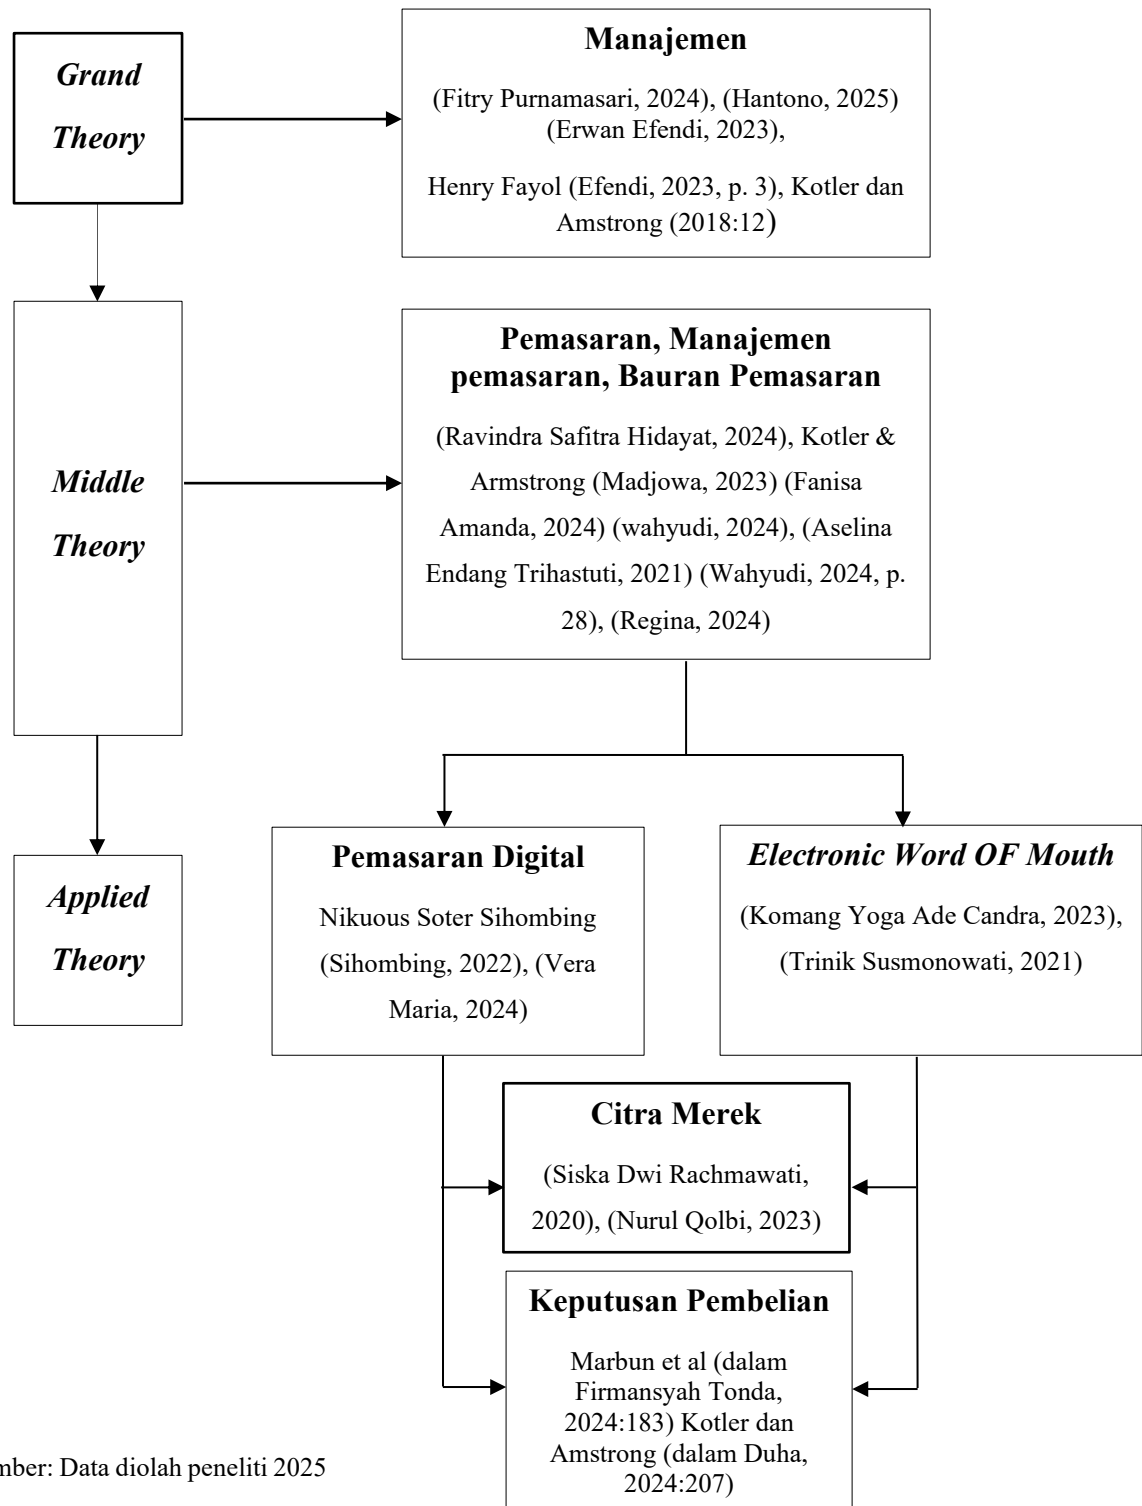 Grand
Theory
Manajemen
(Fitry Purnamasari, 2024), (Hantono, 2025)
(Erwan Efendi, 2023),
Henry Fayol (Efendi, 2023, p. 3), Kotler dan
Amstrong (2018:12)
Middle
Theory
Pemasaran, Manajemen
pemasaran, Bauran Pemasaran
(Ravindra Safitra Hidayat, 2024), Kotler &
Armstrong (Madjowa, 2023) (Fanisa
Amanda, 2024) (wahyudi, 2024), (Aselina
Endang Trihastuti, 2021) (Wahyudi, 2024, p.
28), (Regina, 2024)
Applied
Theory
Pemasaran Digital
Nikuous Soter Sihombing
(Sihombing, 2022), (Vera
Maria, 2024)
Electronic Word OF Mouth
(Komang Yoga Ade Candra, 2023),
(Trinik Susmonowati, 2021)
Citra Merek
(Siska Dwi Rachmawati,
2020), (Nurul Qolbi, 2023)
Keputusan Pembelian
Marbun et al (dalam
Firmansyah Tonda,
2024:183) Kotler dan
Amstrong (dalam Duha,
2024:207)
mber: Data diolah peneliti 2025